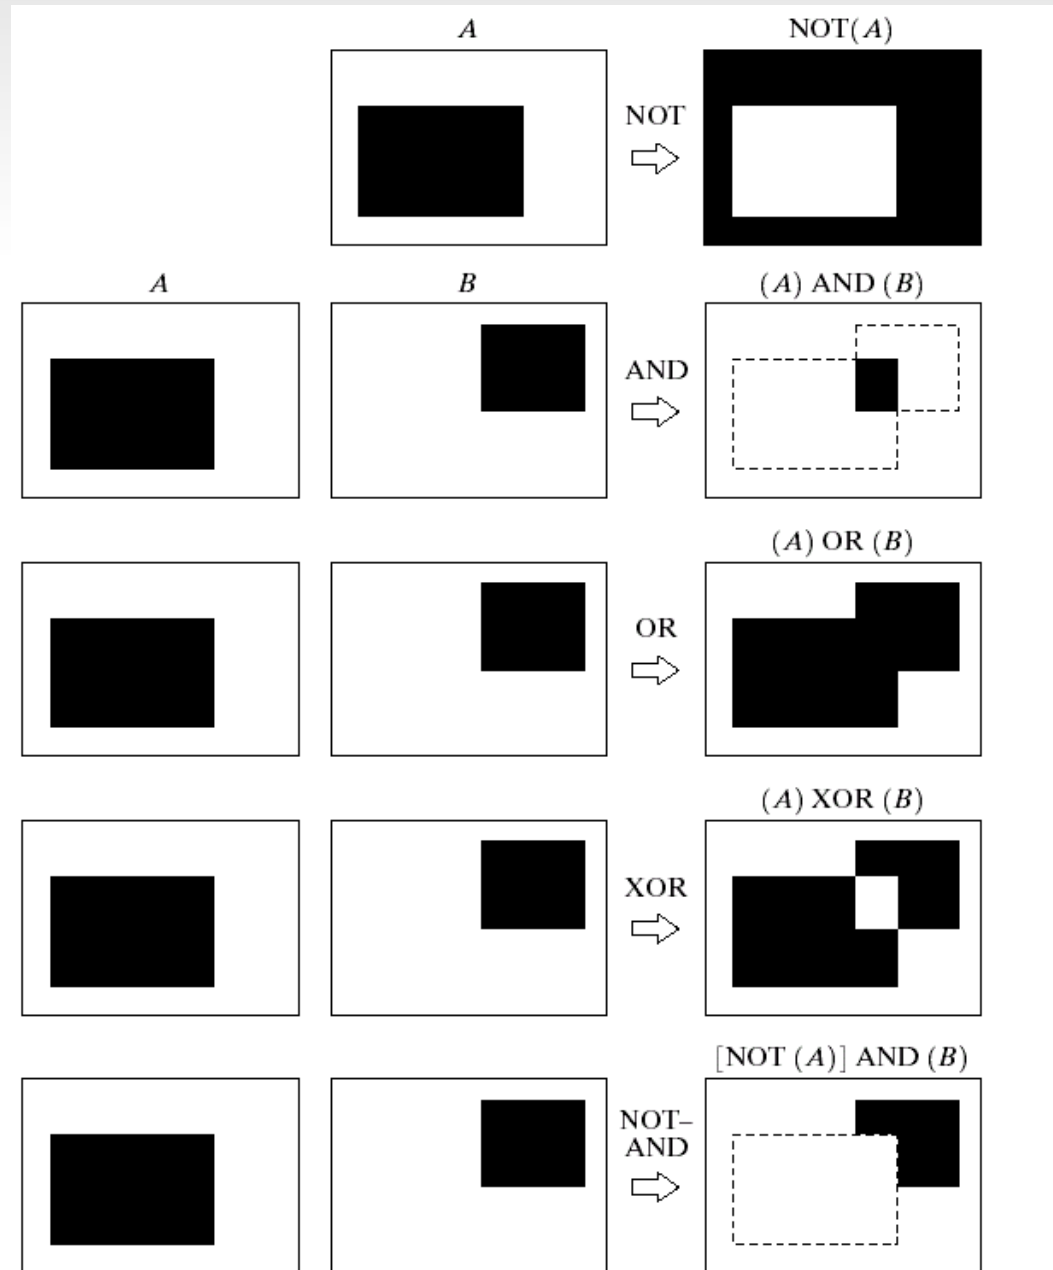 A
NOT(A)
NOT
A
B
(A) AND (B)
AND
(A) OR (B)
OR
(A) XOR (B)
XOR
[NOT (A)] AND (B)
NOT–
AND